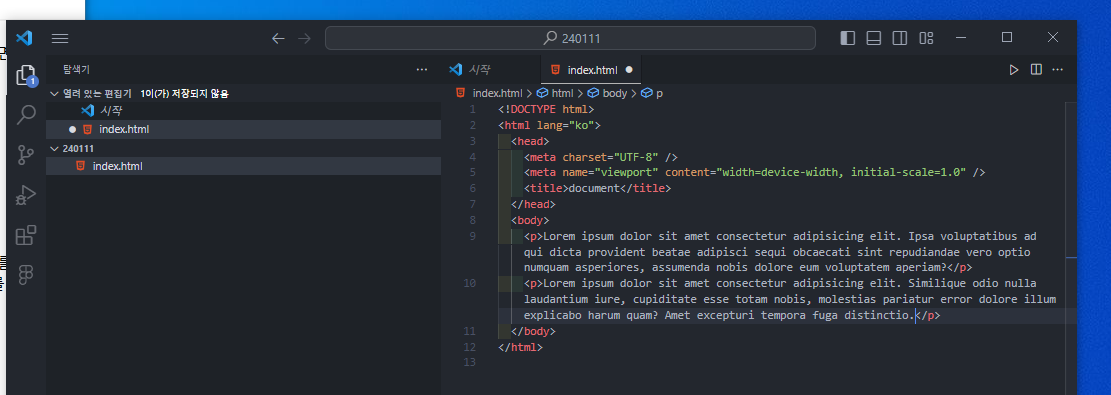 240111
탐색기
열려 있는 편집기 1이(가) 저장되지 않음
시작
index.html
240111
index.html
시작
index.html
index.html > html > body > p
1 <!DOCTYPE html>
2 <html lang="ko">
3 <head>
4 <meta charset="UTF-8" />
5 <meta name="viewport" content="width=device-width, initial-scale=1.0" />
6 <title>document</title>
7 </head>
8 <body>
9 <p>Lorem ipsum dolor sit amet consectetur adipisicing elit. Ipsa voluptatibus ad
qui dicta provident beatae adipisci sequi obcaecati sint repudiandae vero optio
numquam asperiores, assumenda nobis dolore eum voluptatem aperiam?</p>
10 <p>Lorem ipsum dolor sit amet consectetur adipisicing elit. Similique odio nulla
laudantium iure, cupiditate esse totam nobis, molestias pariatur error dolore illum
explicabo harum quam? Amet excepturi tempora fuga distinctio.</p>
11 </body>
12 </html>
13
1